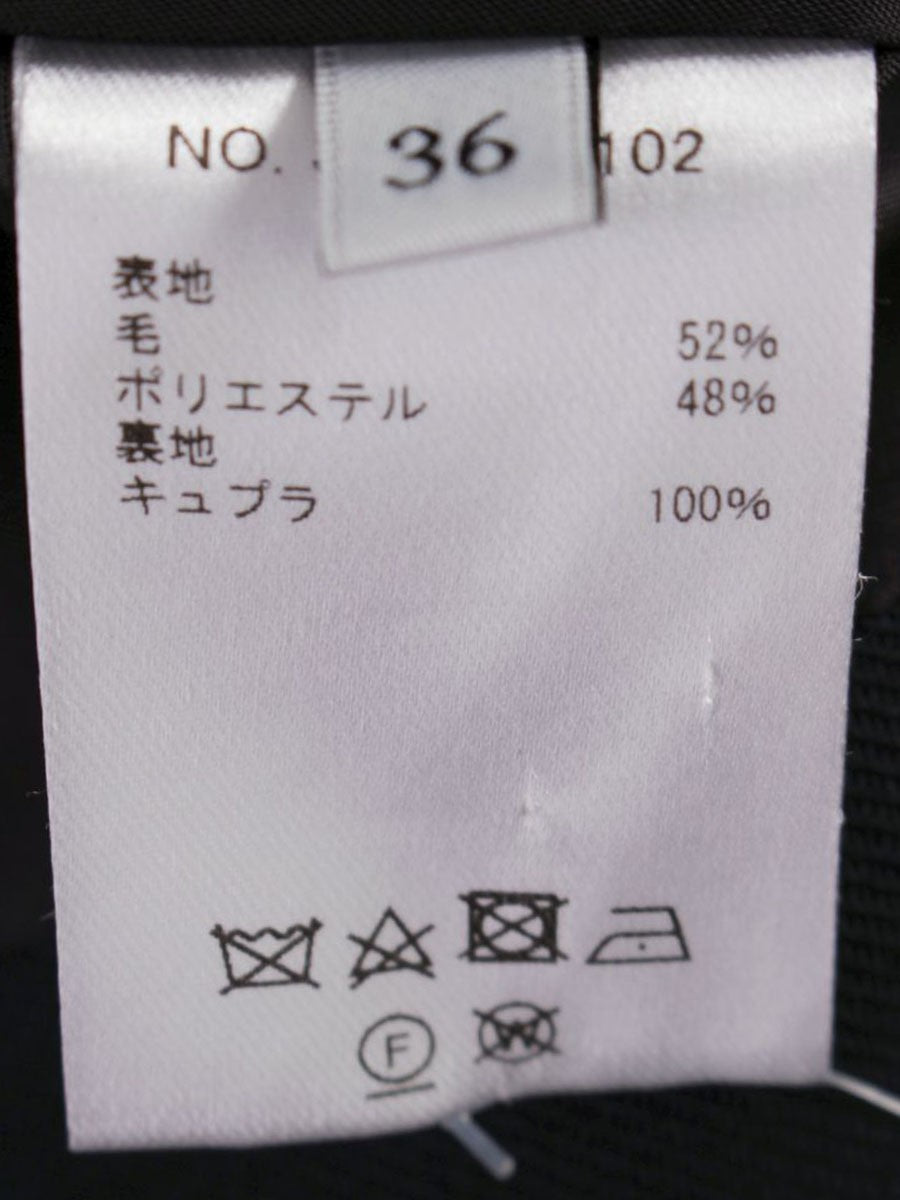 NO. 36 102
表地
毛 52%
ポリエステル 48%
裏地
キュプラ 100%
F
W